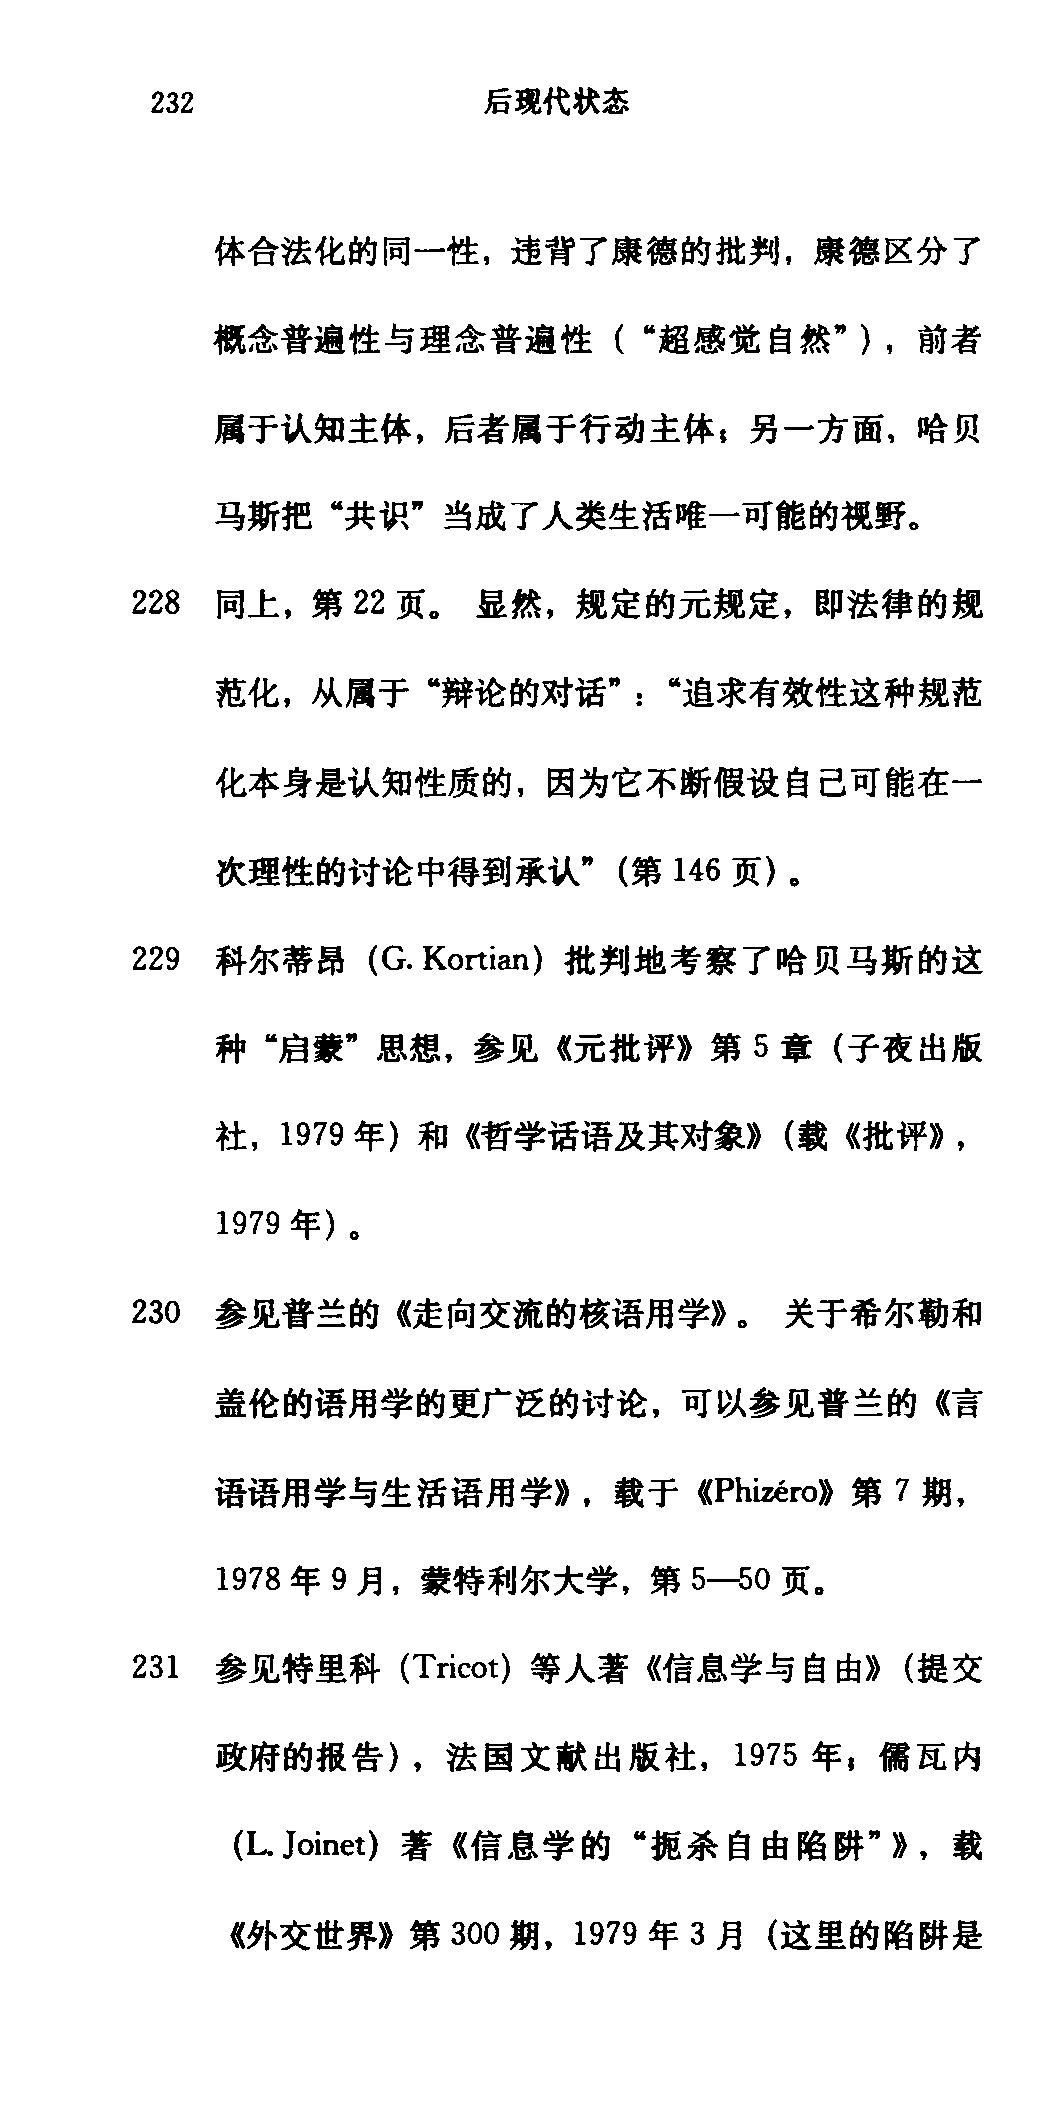 232 后现代状态
体合法化的同一性，违背了康德的批判，康德区分了
概念普遍性与理念普遍性（“超感觉自然”），前者
属于认知主体，后者属于行动主体；另一方面，哈贝
马斯把“共识”当成了人类生活唯一可能的视野。
228 同上，第 22 页。 显然，规定的元规定，即法律的规
范化，从属于“辩论的对话”：“追求有效性这种规范
化本身是认知性质的，因为它不断假设自己可能在一
次理性的讨论中得到承认”（第 146 页）。
229 科尔蒂昂（G. Kortian）批判地考察了哈贝马斯的这
种“启蒙”思想，参见《元批评》第 5 章（子夜出版
社，1979 年）和《哲学话语及其对象》（载《批评》，
1979 年）。
230 参见普兰的《走向交流的核语用学》。 关于希尔勒和
盖伦的语用学的更广泛的讨论，可以参见普兰的《言
语语用学与生活语用学》，载于《Phizéro》第 7 期，
1978 年 9 月，蒙特利尔大学，第 5—50 页。
231 参见特里科（Tricot）等人著《信息学与自由》（提交
政府的报告），法国文献出版社，1975 年；儒瓦内
（L. Joinet）著《信息学的“扼杀自由陷阱”》，载
《外交世界》第 300 期，1979 年 3 月（这里的陷阱是